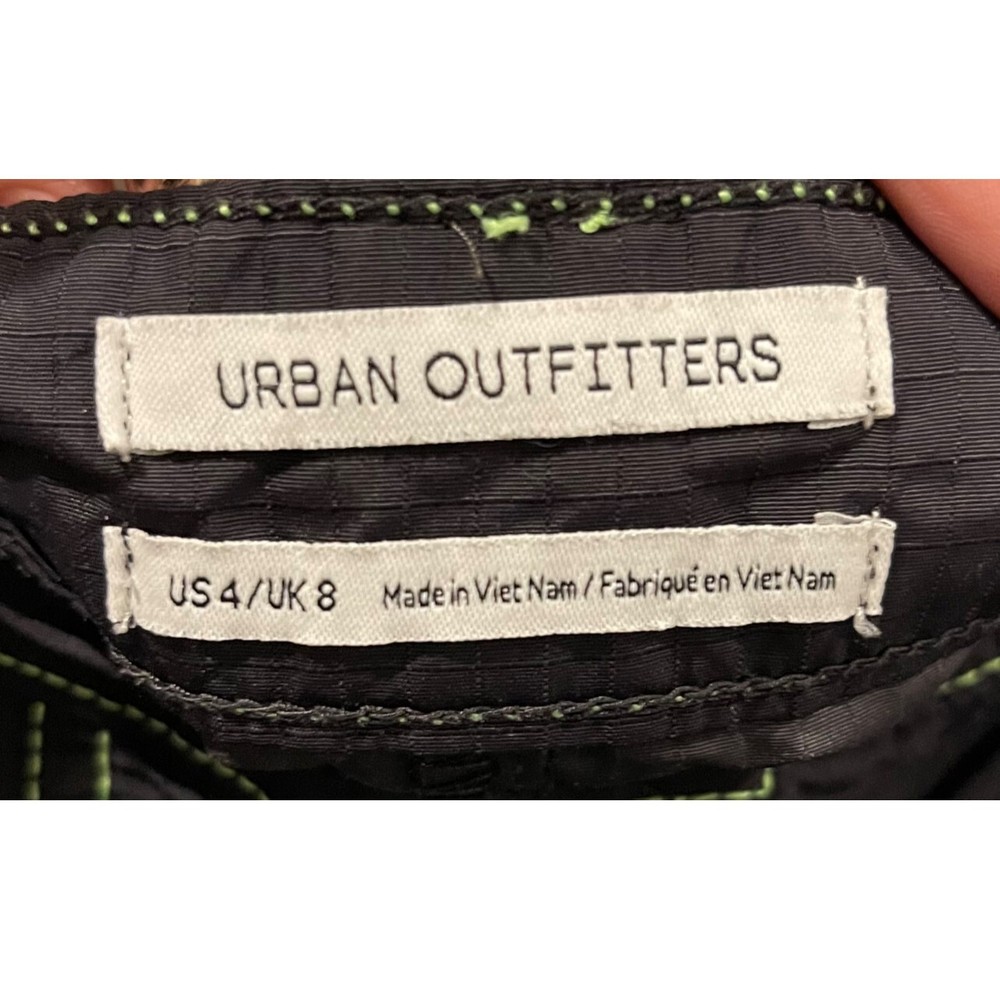 URBAN OUTFITTERS
US 4/UK 8 Made in Viet Nam / Fabriqué en Viet Nam